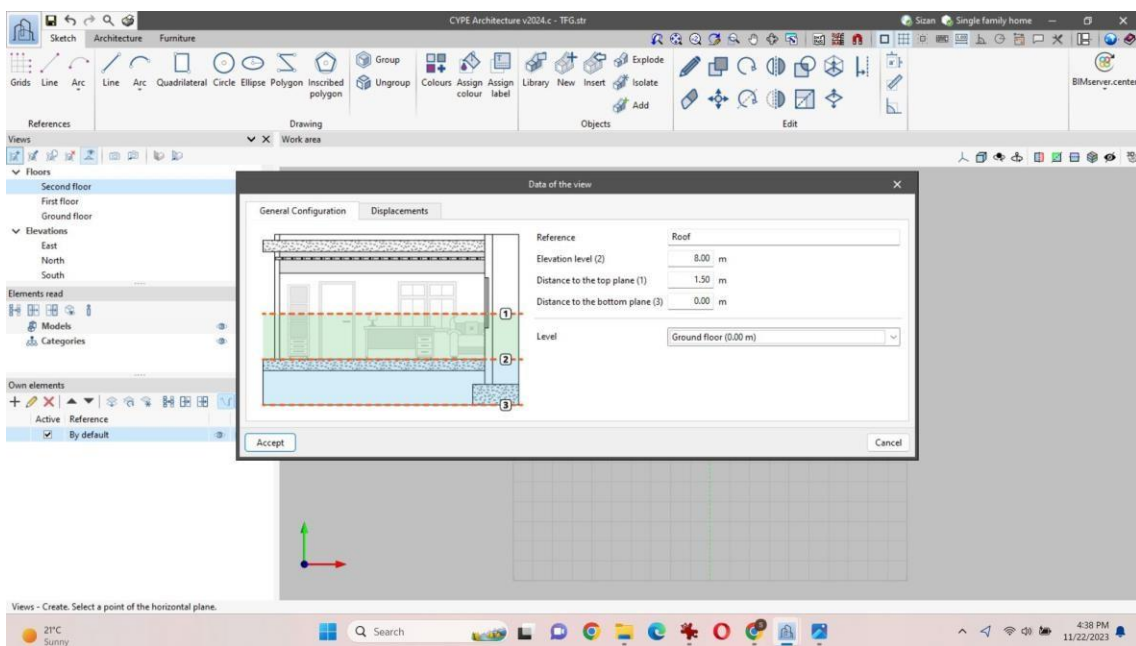 CYPE Architecture v2024.c - TFG.str
Sizan
Single family home
Sketch Architecture Furniture
Grids Line Arc
Line Arc Quadrilateral Circle Ellipse Polygon Inscribed polygon
Group
Ungroup
Colours Assign colour Assign label
Library New Insert
Explode
Isolate
Add
BIMserver.center
References
Drawing
Objects
Edit
Views
Work area
Floors
Second floor
First floor
Ground floor
Elevations
East
North
South
Elements read
Models
Categories
Own elements
Active Reference
By default
Data of the view
General Configuration Displacements
Reference Roof
Elevation level (2) 8.00 m
Distance to the top plane (1) 1.50 m
Distance to the bottom plane (3) 0.00 m
Level Ground floor (0.00 m)
1
2
3
Accept
Cancel
Views - Create. Select a point of the horizontal plane.
21°C
Sunny
Search
4:38 PM
11/22/2023